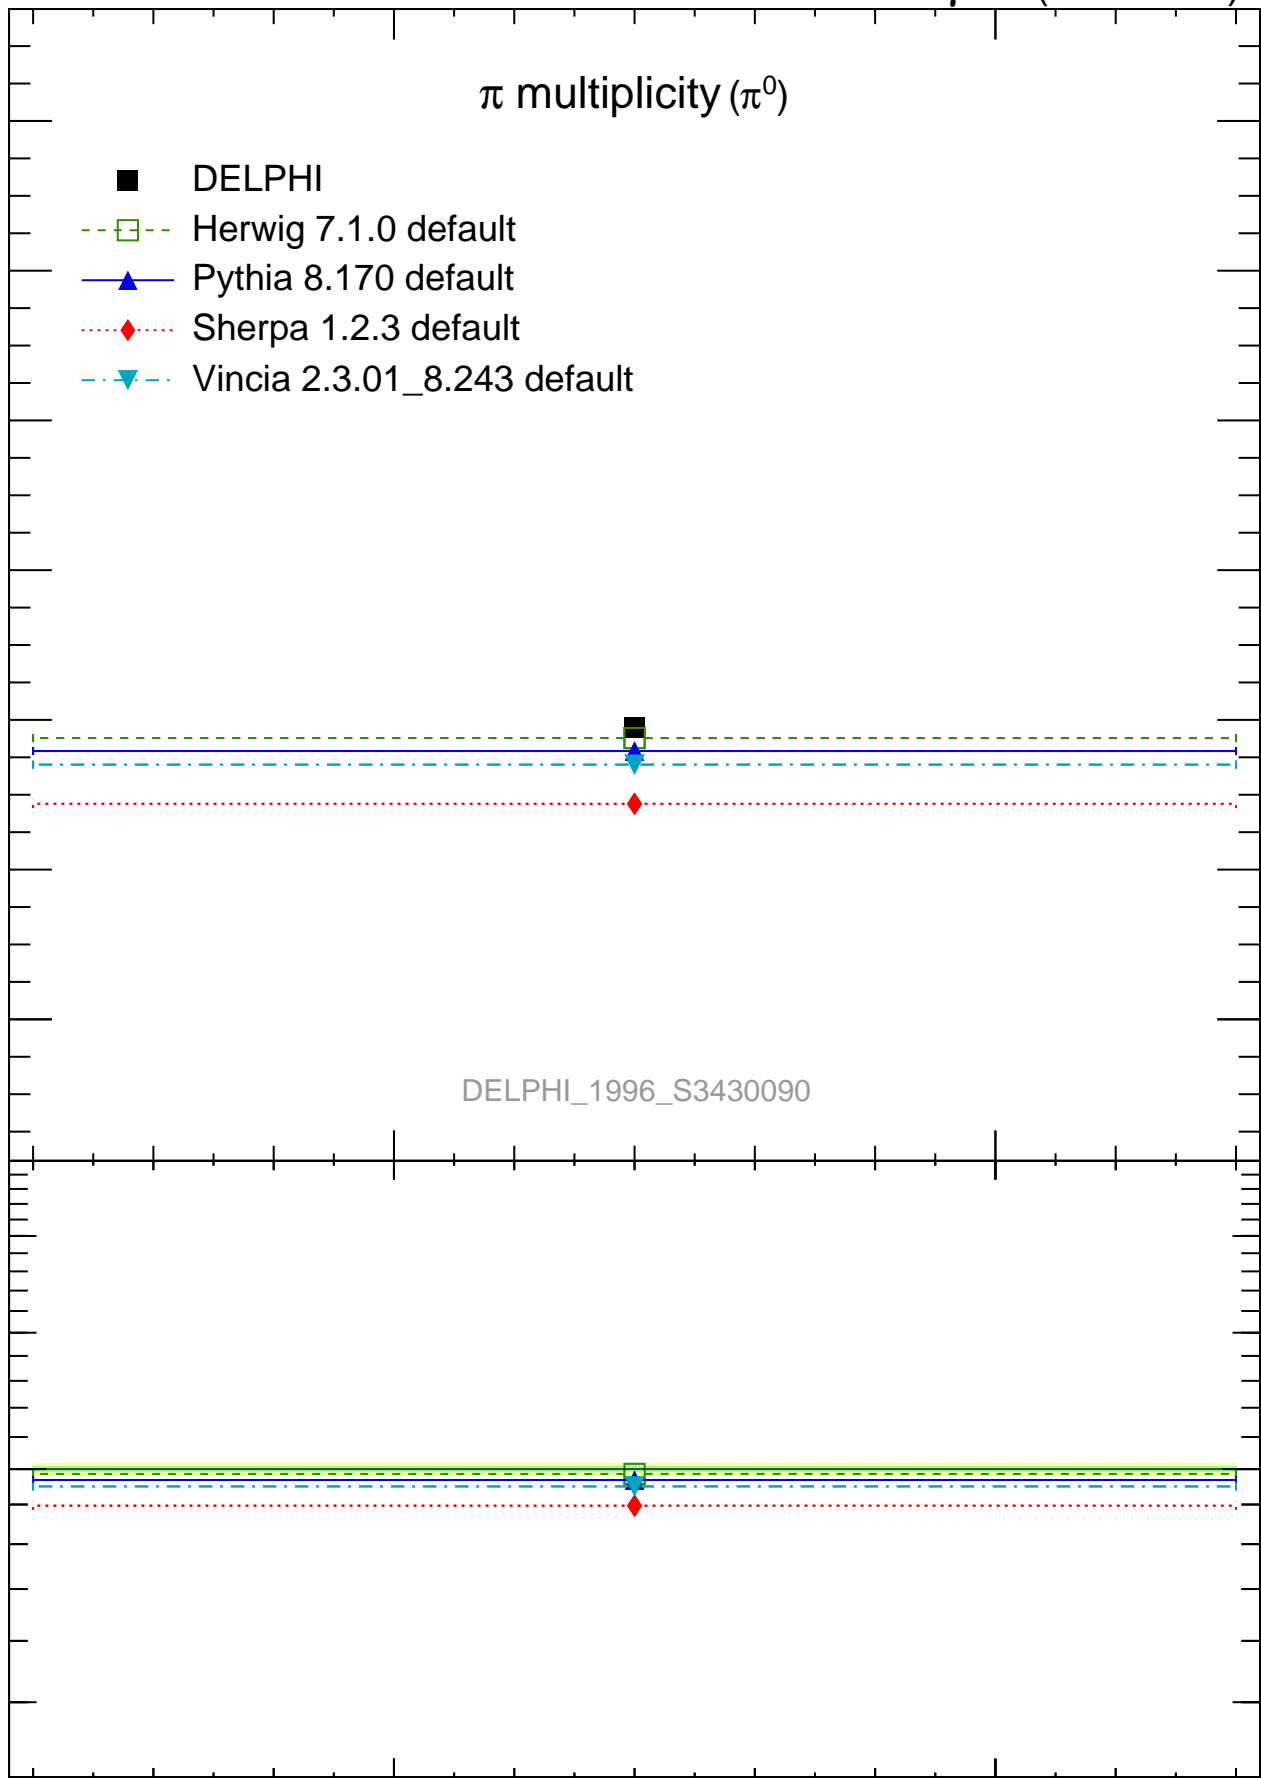 π multiplicity (π⁰)
DELPHI
Herwig 7.1.0 default
Pythia 8.170 default
Sherpa 1.2.3 default
Vincia 2.3.01_8.243 default
DELPHI_1996_S3430090